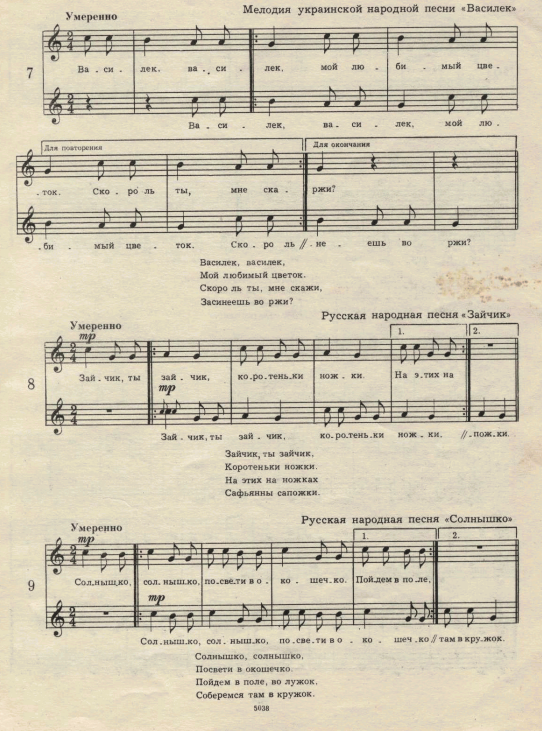 Умеренно Мелодия украинской народной песни «Василек»
7
Ва - си - лек, ва - си - лек, мой лю - би - мый цве -
Ва - си - лек, ва - си - лек, мой лю -
Для повторения Для окончания
- ток. Ско - ро ль ты, мне ска - ржи?
- би - мый цве - ток. Ско - ро ль // не - ешь во ржи?
Василек, василек,
Мой любимый цветок.
Скоро ль ты, мне скажи,
Засинеешь во ржи?
Умеренно Русская народная песня «Зайчик»
mp 1. 2.
8
Зай - чик, ты зай - чик, ко-ро-тень-ки нож - ки. На э-тих на
mp
Зай - чик, ты зай - чик, ко-ро-тень-ки нож - ки. // -пож-ки.
Зайчик, ты зайчик,
Коротеньки ножки.
На этих на ножках
Сафьянны сапожки.
Умеренно Русская народная песня «Солнышко»
mp 1. 2.
9
Сол-ныш-ко, сол-ныш-ко, по-све-ти в о - ко - шеч-ко. Пой-дем в по-ле,
mp
Сол-ныш-ко, сол-ныш-ко, по-све-ти в о - ко - шеч-ко // там в кру-жок.
Солнышко, солнышко,
Посвети в окошечко.
Пойдем в поле, во лужок,
Соберемся там в кружок.
5038